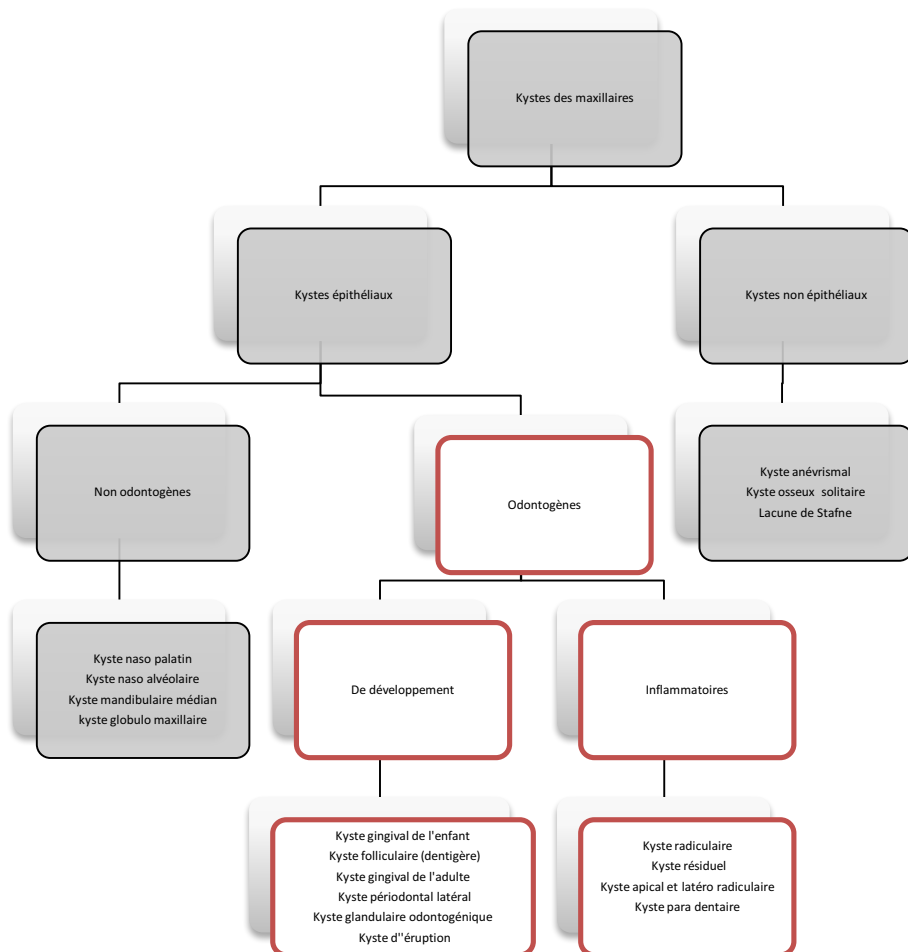 Kystes des maxillaires
Kystes épithéliaux
Kystes non épithéliaux
Non odontogènes
Odontogènes
Kyste anévrismal
Kyste osseux solitaire
Lacune de Stafne
Kyste naso palatin
Kyste naso alvéolaire
Kyste mandibulaire médian
kyste globulo maxillaire
De développement
Inflammatoires
Kyste gingival de l'enfant
Kyste folliculaire (dentigère)
Kyste gingival de l'adulte
Kyste périodontal latéral
Kyste glandulaire odontogénique
Kyste d''éruption
Kyste radiculaire
Kyste résiduel
Kyste apical et latéro radiculaire
Kyste para dentaire